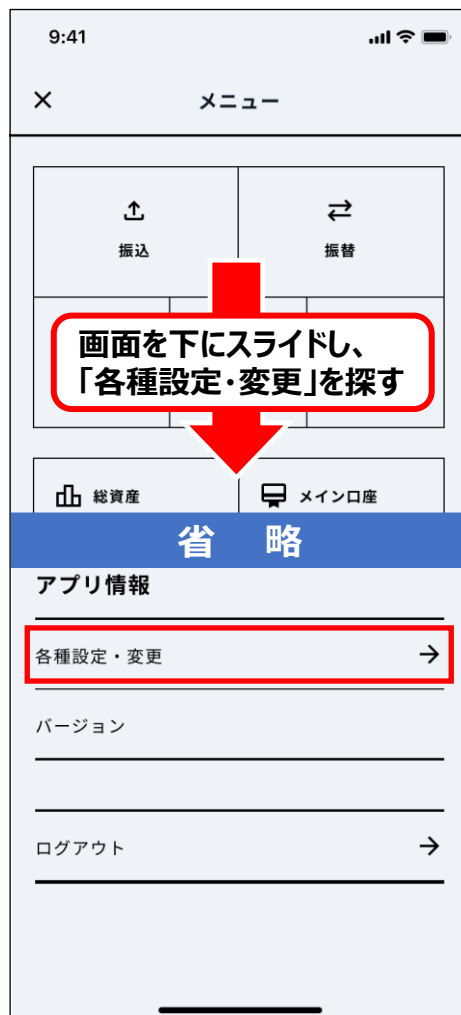 9:41
メニュー
振込
振替
画面を下にスライドし、
「各種設定・変更」を探す
総資産
メイン口座
省 略
アプリ情報
各種設定・変更
バージョン
ログアウト